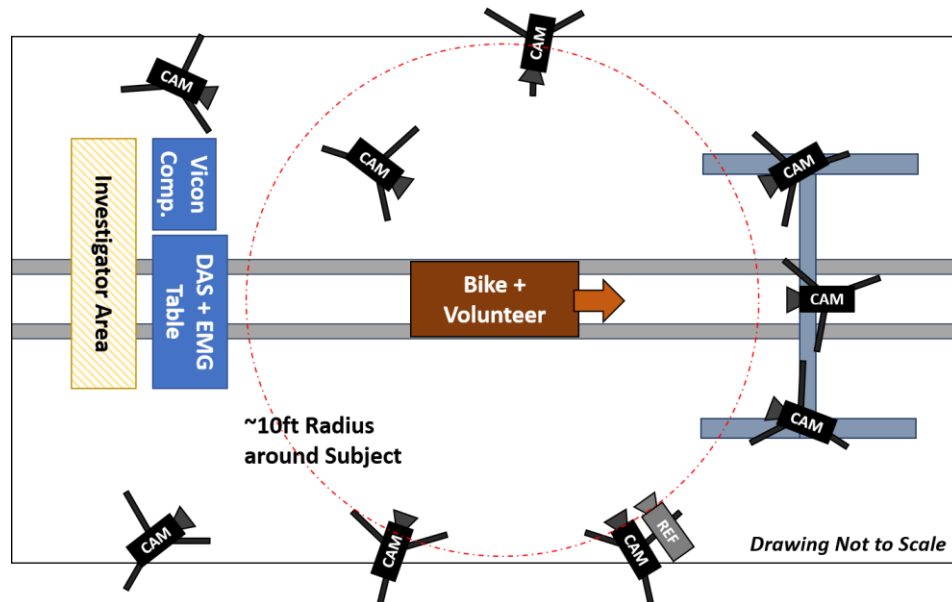 CAM
CAM
CAM
CAM
Vicon
Comp.
Investigator Area
DAS + EMG
Table
Bike +
Volunteer
CAM
~10ft Radius
around Subject
CAM
CAM
CAM
CAM
REF
Drawing Not to Scale